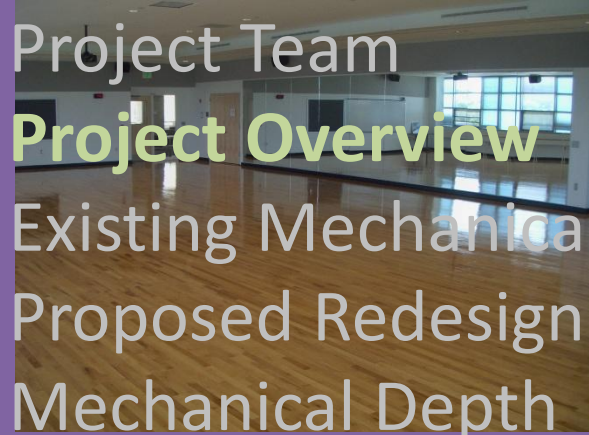 Project Team
Project Overview
Existing Mechanica
Proposed Redesign
Mechanical Depth